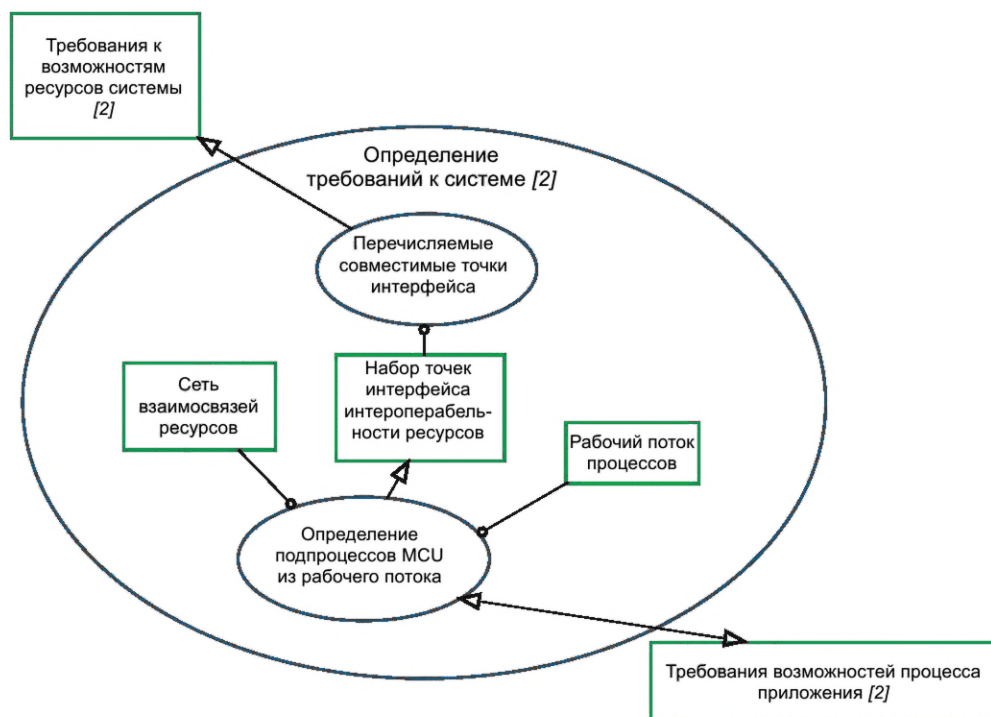 Требования к
возможностям
ресурсов системы
[2]
Определение
требований к системе [2]
Перечисляемые
совместимые точки
интерфейса
Сеть
взаимосвязей
ресурсов
Набор точек
интерфейса
интероперабель-
ности ресурсов
Рабочий поток
процессов
Определение
подпроцессов MCU
из рабочего потока
Требования возможностей процесса
приложения [2]